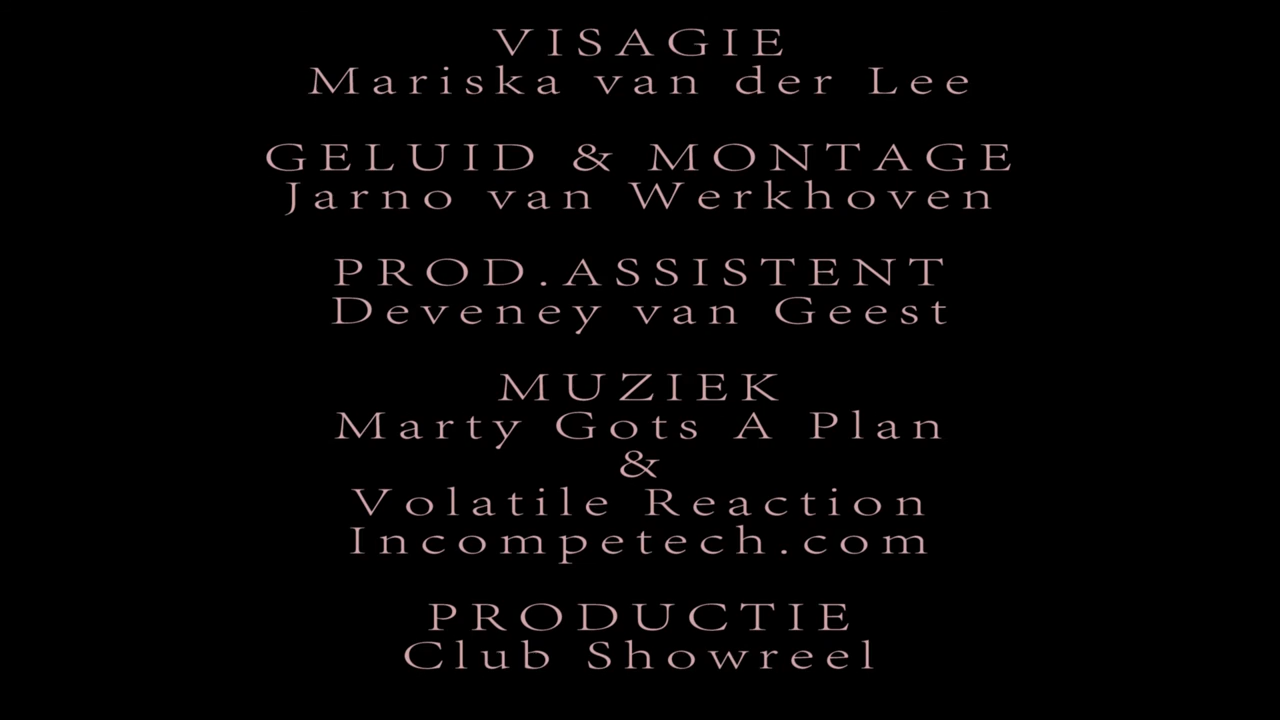 VISAGIE
Mariska van der Lee
GELUID & MONTAGE
Jarno van Werkhoven
PROD.ASSISTENT
Deveney van Geest
MUZIEK
Marty Gots A Plan
&
Volatile Reaction
Incompetech.com
PRODUCTIE
Club Showreel